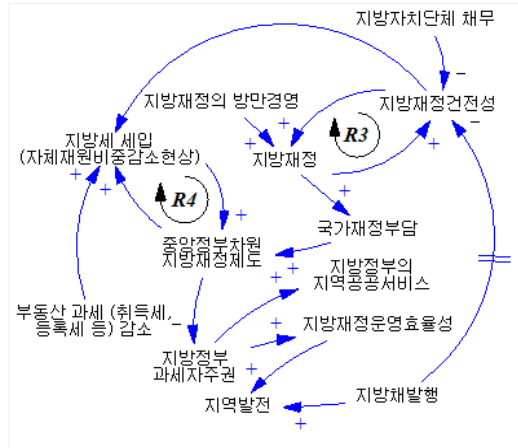 지방자치단체 채무
−
지방재정의 방만경영
지방재정건전성
−
+
+
R3
+
지방세 세입
(자체재원비중감소현상)
지방재정
+
+
+
R4
+
국가재정부담
중앙정부차원
지방재정제도
+
+
지방정부의
지역공공서비스
부동산 과세 (취득세,
등록세 등) 감소
−
+
지방재정운영효율성
지방정부
과세자주권
+
+
지방채발행
지역발전
+